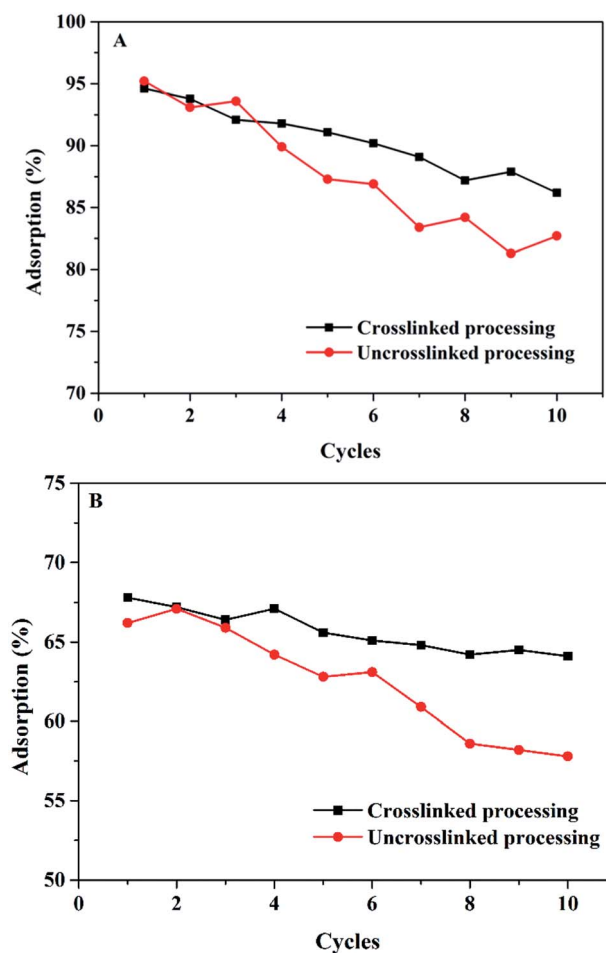 A
100
95
90
85
80
75
70
Adsorption (%)
Crosslinked processing
Uncrosslinked processing
0 2 4 6 8 10
Cycles
B
75
70
65
60
55
50
Adsorption (%)
Crosslinked processing
Uncrosslinked processing
0 2 4 6 8 10
Cycles